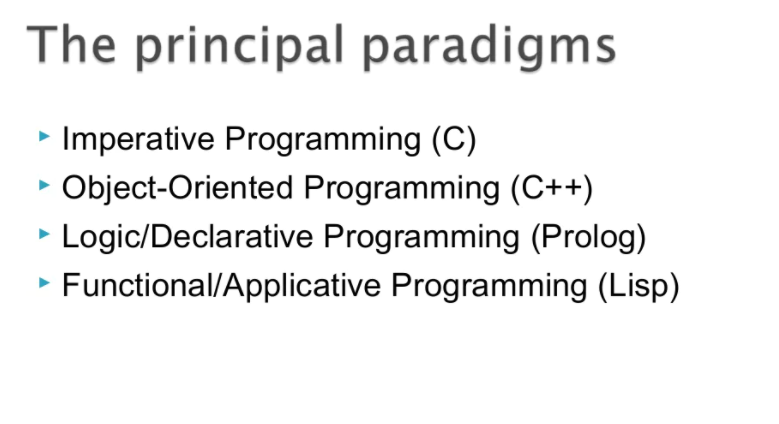 The principal paradigms
Imperative Programming (C)
Object-Oriented Programming (C++)
Logic/Declarative Programming (Prolog)
Functional/Applicative Programming (Lisp)